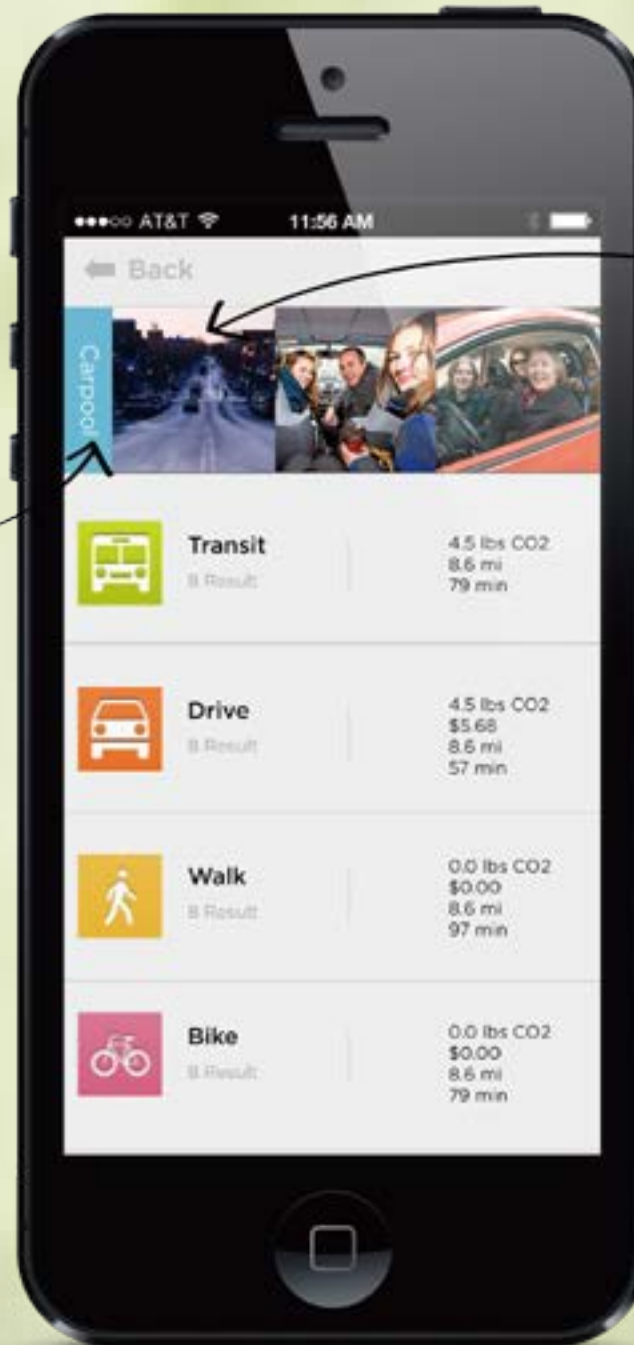 AT&T
11:56 AM
Back
Carpool
Transit
8 Result
4.5 lbs CO2
8.6 mi
79 min
Drive
8 Result
4.5 lbs CO2
$5.68
8.6 mi
57 min
Walk
8 Result
0.0 lbs CO2
$0.00
8.6 mi
97 min
Bike
8 Result
0.0 lbs CO2
$0.00
8.6 mi
79 min